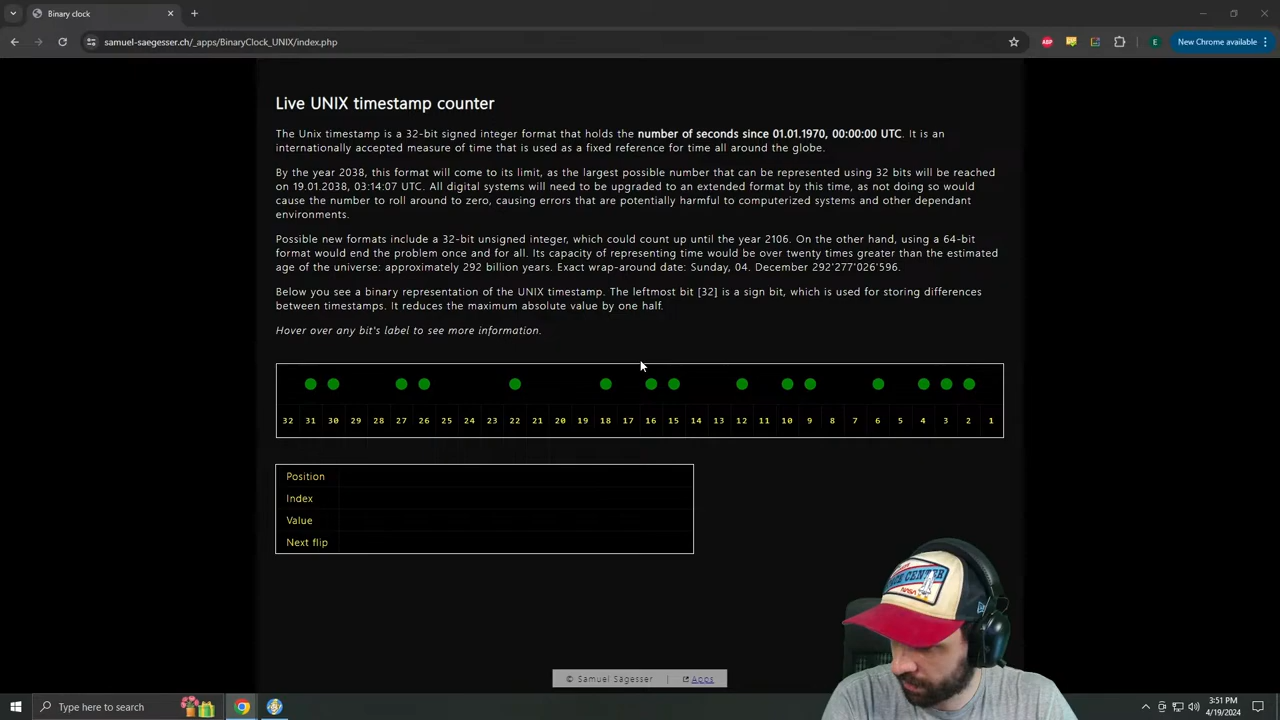 Binary clock
samuel-saegesser.ch/_apps/BinaryClock_UNIX/index.php
ABP
E
New Chrome available
Live UNIX timestamp counter
The Unix timestamp is a 32-bit signed integer format that holds the number of seconds since 01.01.1970, 00:00:00 UTC. It is an
internationally accepted measure of time that is used as a fixed reference for time all around the globe.
By the year 2038, this format will come to its limit, as the largest possible number that can be represented using 32 bits will be reached
on 19.01.2038, 03:14:07 UTC. All digital systems will need to be upgraded to an extended format by this time, as not doing so would
cause the number to roll around to zero, causing errors that are potentially harmful to computerized systems and other dependant
environments.
Possible new formats include a 32-bit unsigned integer, which could count up until the year 2106. On the other hand, using a 64-bit
format would end the problem once and for all. Its capacity of representing time would be over twenty times greater than the estimated
age of the universe: approximately 292 billion years. Exact wrap-around date: Sunday, 04. December 292'277'026'596.
Below you see a binary representation of the UNIX timestamp. The leftmost bit [32] is a sign bit, which is used for storing differences
between timestamps. It reduces the maximum absolute value by one half.
Hover over any bit's label to see more information.
32 31 30 29 28 27 26 25 24 23 22 21 20 19 18 17 16 15 14 13 12 11 10 9 8 7 6 5 4 3 2 1
Position
Index
Value
Next flip
CENTER
NASA
© Samuel Sägesser | Apps
Type here to search
3:51 PM
4/19/2024